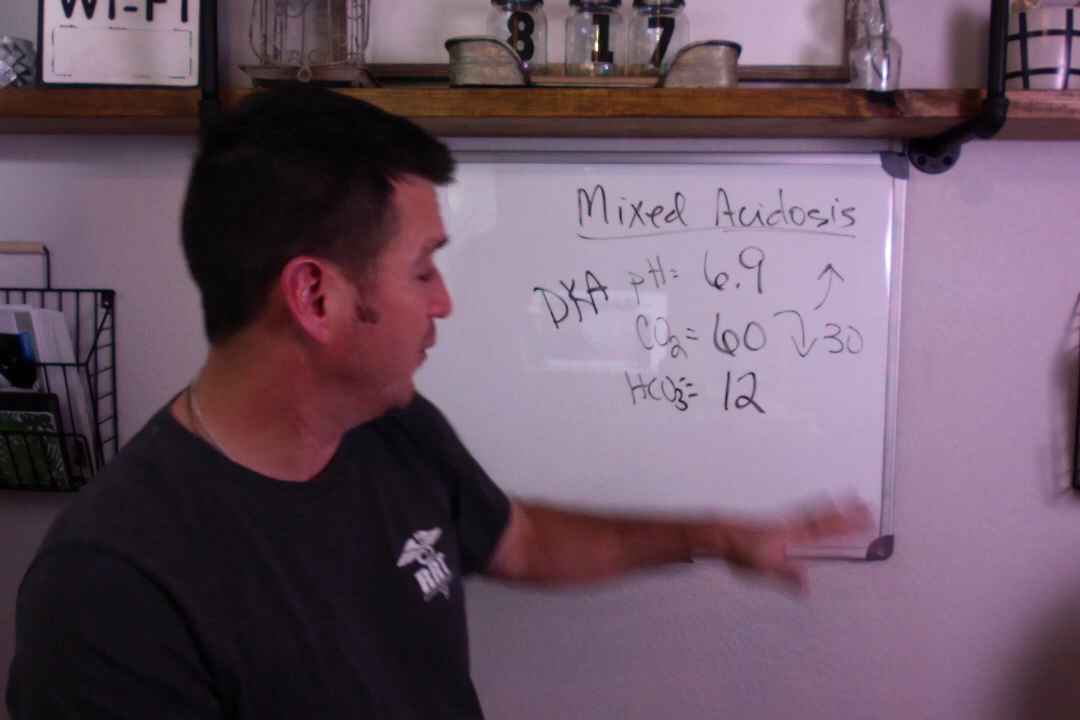 WI-FI
8 1 7
Mixed Acidosis
DKA pH= 6.9 ↑
CO₂= 60 ↓30
HCO₃⁻= 12